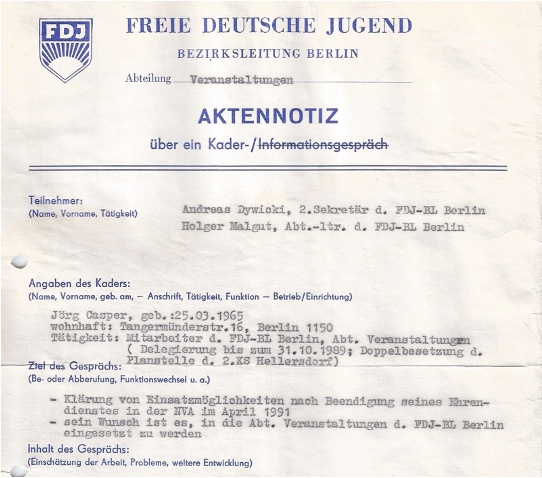 FDJ
FREIE DEUTSCHE JUGEND
BEZIRKSLEITUNG BERLIN
Abteilung Veranstaltungen
AKTENNOTIZ
über ein Kader-/Informationsgespräch
Teilnehmer:
(Name, Vorname, Tätigkeit)
Andreas Dywicki, 2.Sekretär d. FDJ-BL Berlin
Holger Malgut, Abt.-ltr. d. FDJ-BL Berlin
Angaben des Kaders:
(Name, Vorname, geb. am, — Anschrift, Tätigkeit, Funktion — Betrieb/Einrichtung)
Jörg Casper, geb.:25.03.1965
wohnhaft: Tangermünderstr.16, Berlin 1150
Tätigkeit: Mitarbeiter d. FDJ-BL Berlin, Abt. Veranstaltungen
( Delegierung bis zum 31.10.1989; Doppelbesetzung d.
Planstelle d. 2.KS Hellersdorf)
Ziel des Gesprächs:
(Be- oder Abberufung, Funktionswechsel u. a.)
- Klärung von Einsatzmöglichkeiten nach Beendigung seines Ehren-
dienstes in der NVA im April 1991
- sein Wunsch ist es, in die Abt. Veranstaltungen d. FDJ-BL Berlin
eingesetzt zu werden
Inhalt des Gesprächs:
(Einschätzung der Arbeit, Probleme, weitere Entwicklung)